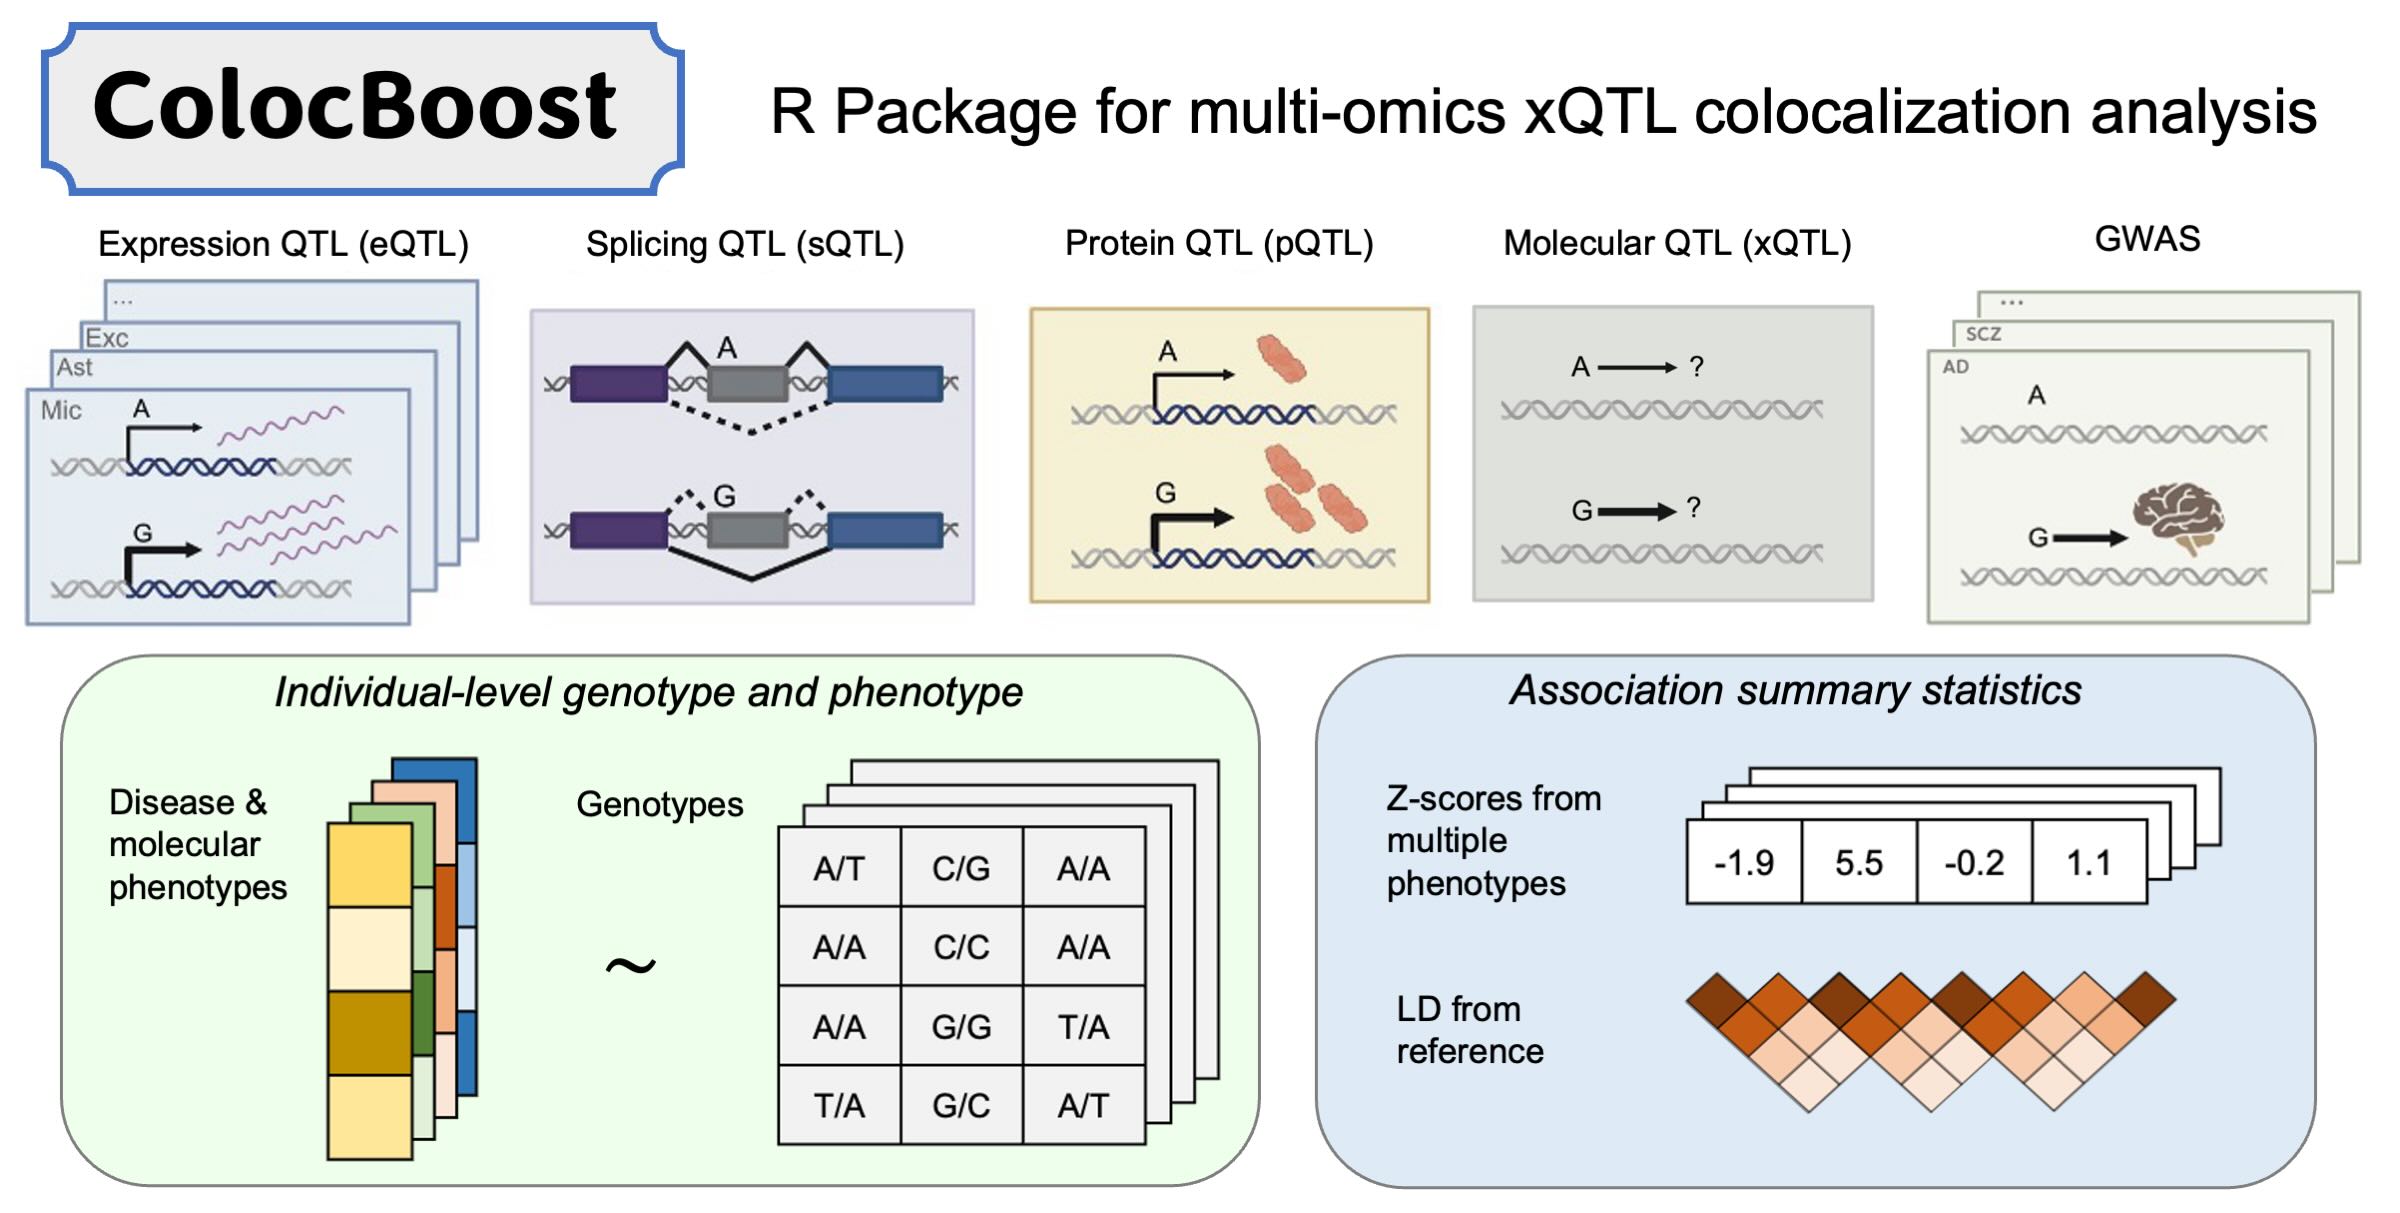 ColocBoost
R Package for multi-omics xQTL colocalization analysis
Expression QTL (eQTL)
...
Exc
Ast
Mic
A
G
Splicing QTL (sQTL)
A
G
Protein QTL (pQTL)
A
G
Molecular QTL (xQTL)
A ?
G ?
GWAS
...
SCZ
AD
A
G
Individual-level genotype and phenotype
Disease &
molecular
phenotypes
~
Genotypes
A/T C/G A/A
A/A C/C A/A
A/A G/G T/A
T/A G/C A/T
Association summary statistics
Z-scores from
multiple
phenotypes
-1.9 5.5 -0.2 1.1
LD from
reference